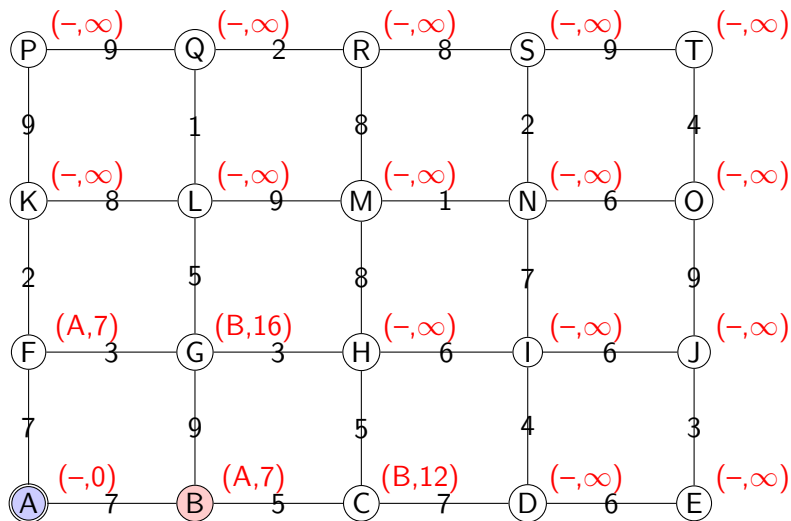 (–,∞) (–,∞) (–,∞) (–,∞) (–,∞)
P 9 Q 2 R 8 S 9 T
9 1 8 2 4
(–,∞) (–,∞) (–,∞) (–,∞) (–,∞)
K 8 L 9 M 1 N 6 O
2 5 8 7 9
(A,7) (B,16) (–,∞) (–,∞) (–,∞)
F 3 G 3 H 6 I 6 J
7 9 5 4 3
(–,0) (A,7) (B,12) (–,∞) (–,∞)
A 7 B 5 C 7 D 6 E